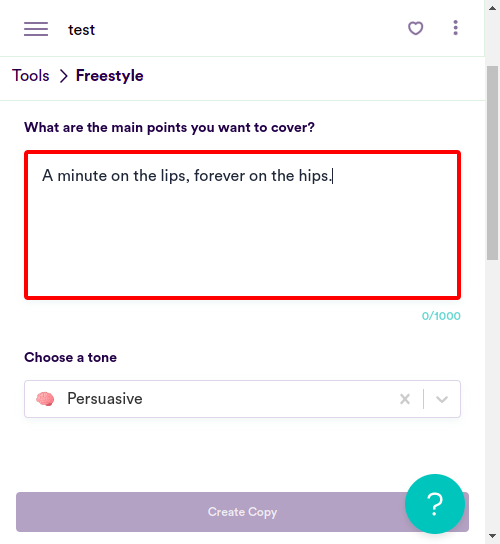 test
Tools > Freestyle
What are the main points you want to cover?
A minute on the lips, forever on the hips.
0/1000
Choose a tone
Persuasive
Create Copy
?